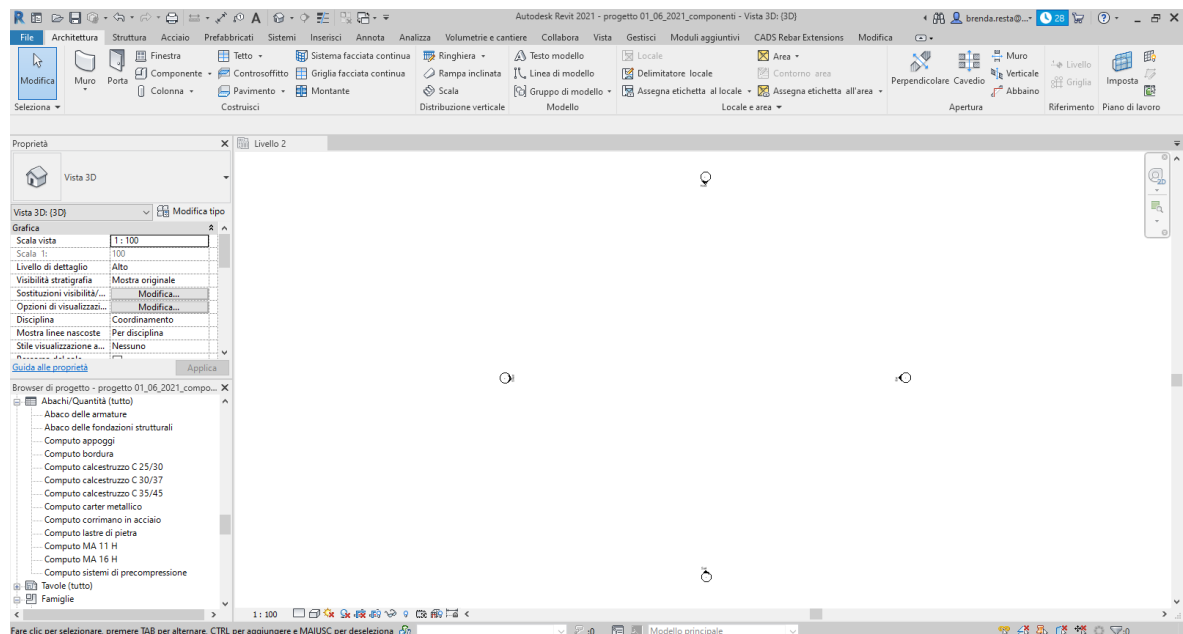 Autodesk Revit 2021 - progetto 01_06_2021_componenti - Vista 3D: {3D}
brenda.resta@...
28
File Architettura Struttura Acciaio Prefabbricati Sistemi Inserisci Annota Analizza Volumetrie e cantiere Collabora Vista Gestisci Moduli aggiuntivi CADS Rebar Extensions Modifica
Modifica
Muro
Porta
Finestra
Componente
Colonna
Tetto
Controsoffitto
Pavimento
Sistema facciata continua
Griglia facciata continua
Montante
Ringhiera
Rampa inclinata
Scala
Testo modello
Linea di modello
Gruppo di modello
Locale
Delimitatore locale
Assegna etichetta al locale
Area
Contorno area
Assegna etichetta all'area
Perpendicolare
Cavedio
Muro
Verticale
Abbaino
Livello
Griglia
Imposta
Seleziona
Costruisci
Distribuzione verticale
Modello
Locale e area
Apertura
Riferimento
Piano di lavoro
Proprietà
Livello 2
Vista 3D
Vista 3D: {3D}
Modifica tipo
Grafica
Scala vista 1 : 100
Scala 1: 100
Livello di dettaglio Alto
Visibilità stratigrafia Mostra originale
Sostituzioni visibilità/... Modifica...
Opzioni di visualizzazi... Modifica...
Disciplina Coordinamento
Mostra linee nascoste Per disciplina
Stile visualizzazione a... Nessuno
Guida alle proprietà
Applica
Browser di progetto - progetto 01_06_2021_compo...
Abachi/Quantità (tutto)
Abaco delle armature
Abaco delle fondazioni strutturali
Computo appoggi
Computo bordura
Computo calcestruzzo C 25/30
Computo calcestruzzo C 30/37
Computo calcestruzzo C 35/45
Computo carter metallico
Computo corrimano in acciaio
Computo lastre di pietra
Computo MA 11 H
Computo MA 16 H
Computo sistemi di precompressione
Tavole (tutto)
Famiglie
1 : 100
Fare clic per selezionare, premere TAB per alternare, CTRL per aggiungere e MAIUSC per deseleziona
:0
Modello principale
:0
2D